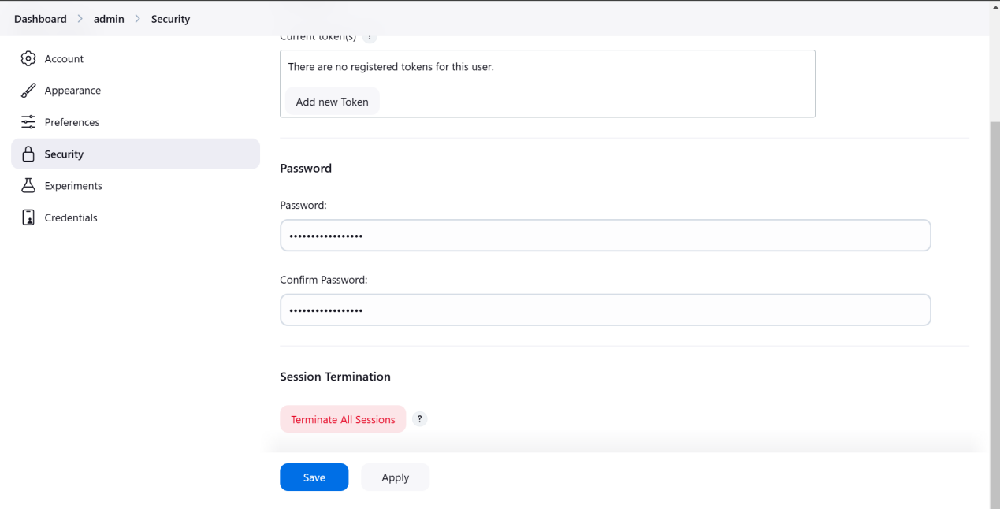 Dashboard > admin > Security
Current token(s) ?
Account
There are no registered tokens for this user.
Appearance
Add new Token
Preferences
Security
Password
Experiments
Password:
Credentials
•••••••••••••••••
Confirm Password:
•••••••••••••••••
Session Termination
Terminate All Sessions ?
Save Apply